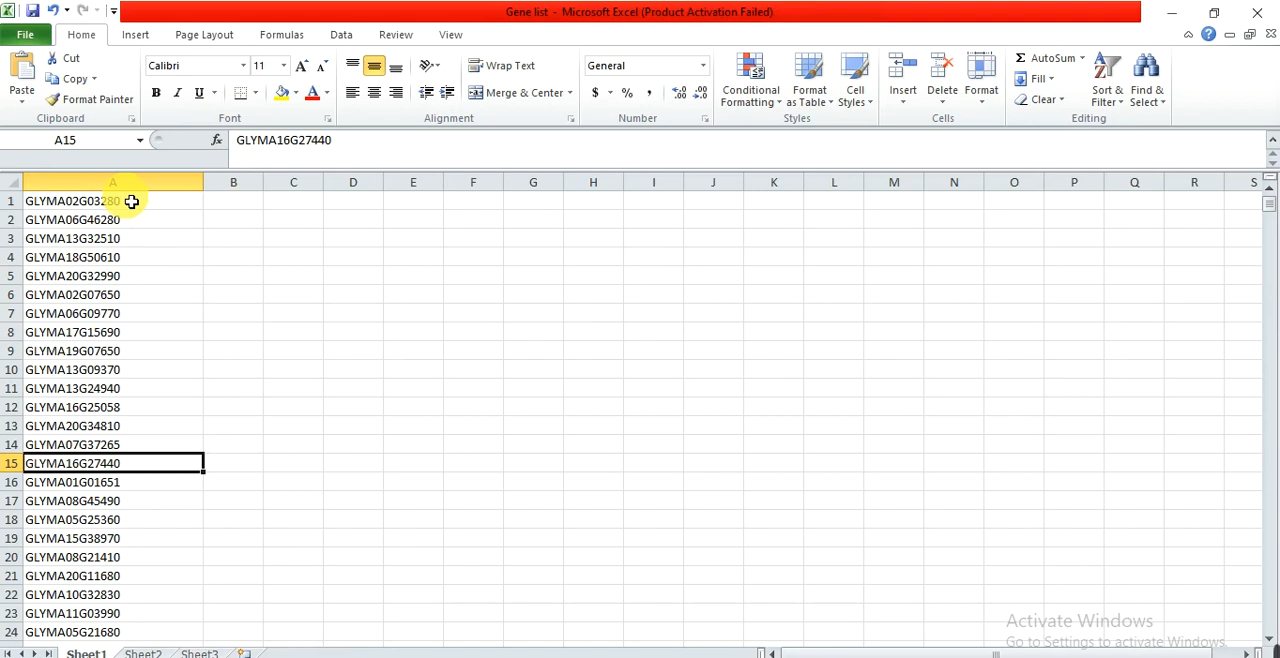 Gene list - Microsoft Excel (Product Activation Failed)
File Home Insert Page Layout Formulas Data Review View
Paste
Cut
Copy
Format Painter
Clipboard
Calibri 11
B I U
Font
Wrap Text
Merge & Center
Alignment
General
$ % ,
Number
Conditional Formatting
Format as Table
Cell Styles
Styles
Insert Delete Format
Cells
Σ AutoSum
Fill
Clear
Sort & Filter
Find & Select
Editing
A15 fx GLYMA16G27440
A B C D E F G H I J K L M N O P Q R S
1 GLYMA02G03280
2 GLYMA06G46280
3 GLYMA13G32510
4 GLYMA18G50610
5 GLYMA20G32990
6 GLYMA02G07650
7 GLYMA06G09770
8 GLYMA17G15690
9 GLYMA19G07650
10 GLYMA13G09370
11 GLYMA13G24940
12 GLYMA16G25058
13 GLYMA20G34810
14 GLYMA07G37265
15 GLYMA16G27440
16 GLYMA01G01651
17 GLYMA08G45490
18 GLYMA05G25360
19 GLYMA15G38970
20 GLYMA08G21410
21 GLYMA20G11680
22 GLYMA10G32830
23 GLYMA11G03990
24 GLYMA05G21680
Activate Windows
Go to Settings to activate Windows.
Sheet1 Sheet2 Sheet3